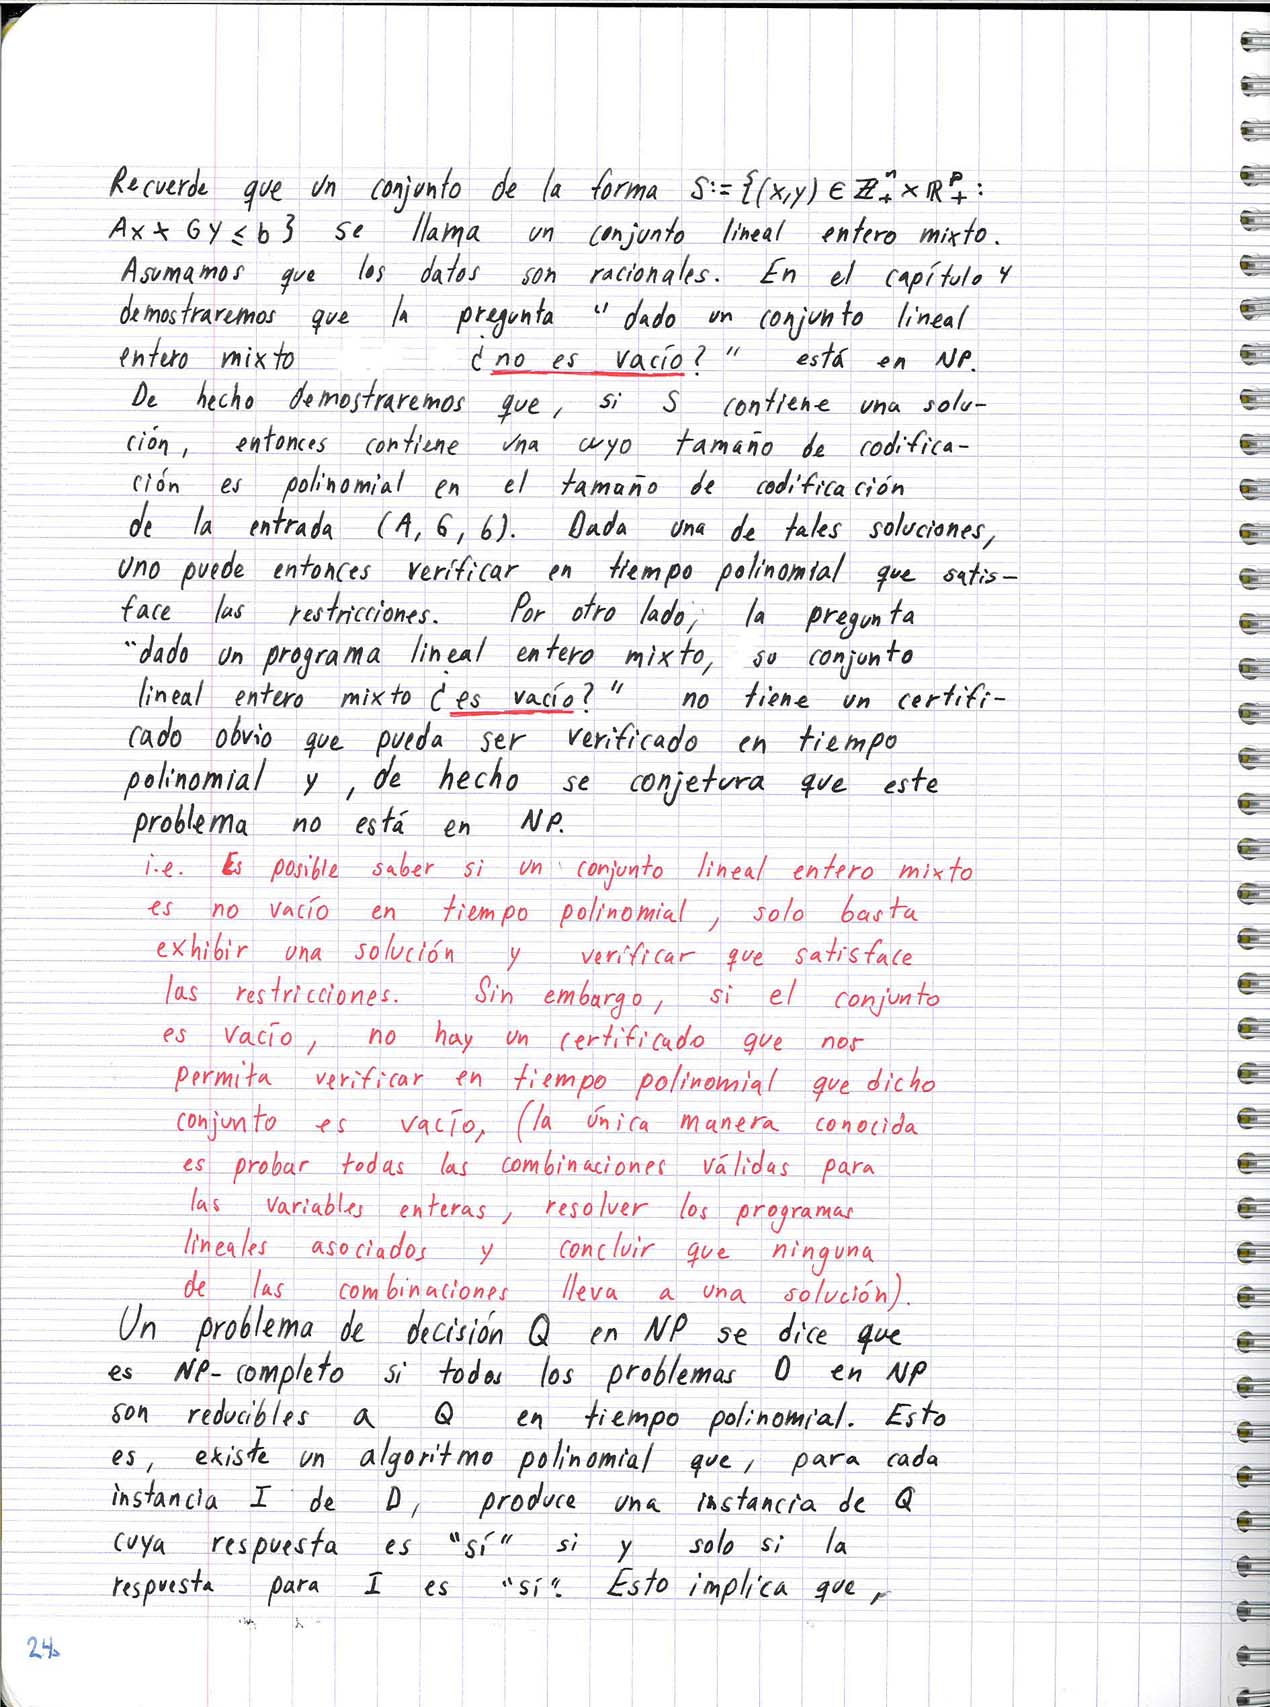 Recuerde que un conjunto de la forma S:={(x,y) ∈ ℤ₊ⁿ × ℝ₊ᵖ :
Ax + Gy ≤ b } se llama un conjunto lineal entero mixto.
Asumamos que los datos son racionales. En el capítulo 4
demostraremos que la pregunta "dado un conjunto lineal
entero mixto ¿no es vacío?" está en NP.
De hecho demostraremos que, si S contiene una solu-
ción, entonces contiene una cuyo tamaño de codifica-
ción es polinomial en el tamaño de codificación
de la entrada (A, G, b). Dada una de tales soluciones,
uno puede entonces verificar en tiempo polinomial que satis-
face las restricciones. Por otro lado, la pregunta
"dado un programa lineal entero mixto, su conjunto
lineal entero mixto ¿es vacío?" no tiene un certifi-
cado obvio que pueda ser verificado en tiempo
polinomial y, de hecho se conjetura que este
problema no está en NP.
i.e. Es posible saber si un conjunto lineal entero mixto
es no vacío en tiempo polinomial, solo basta
exhibir una solución y verificar que satisface
las restricciones. Sin embargo, si el conjunto
es vacío, no hay un certificado que nos
permita verificar en tiempo polinomial que dicho
conjunto es vacío, (la única manera conocida
es probar todas las combinaciones válidas para
las variables enteras, resolver los programas
lineales asociados y concluir que ninguna
de las combinaciones lleva a una solución).
Un problema de decisión Q en NP se dice que
es NP-completo si todos los problemas D en NP
son reducibles a Q en tiempo polinomial. Esto
es, existe un algoritmo polinomial que, para cada
instancia I de D, produce una instancia de Q
cuya respuesta es "sí" si y solo si la
respuesta para I es "sí". Esto implica que,
24